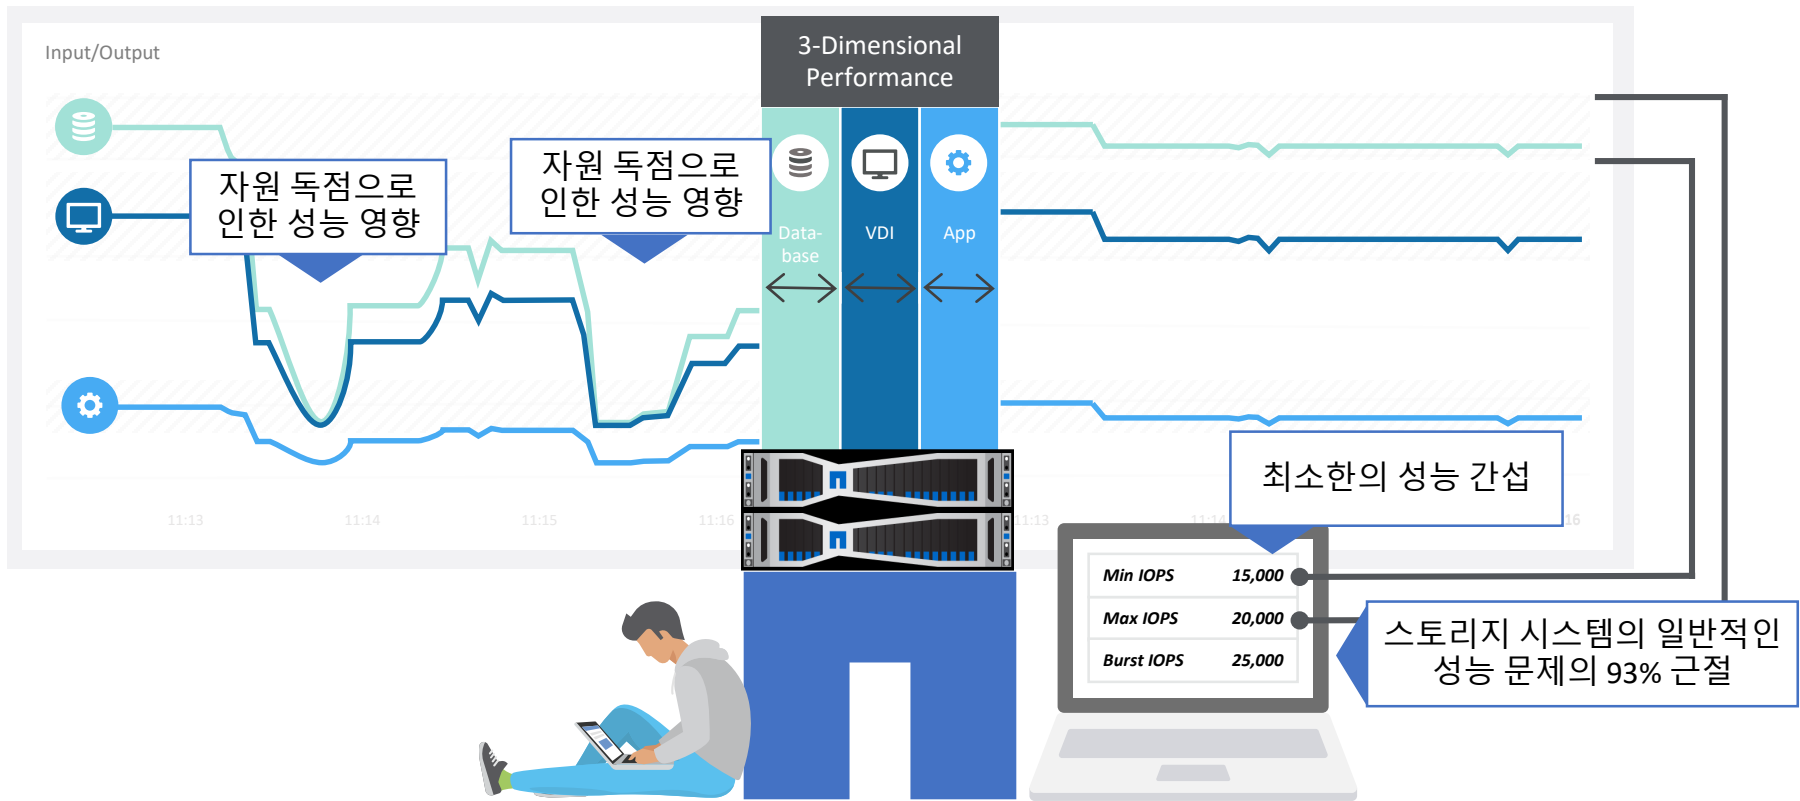 Input/Output
3-Dimensional
Performance
자원 독점으로
인한 성능 영향
자원 독점으로
인한 성능 영향
Data-
base
VDI
App
최소한의 성능 간섭
11:13
11:14
11:15
11:16
11:13
11:14
16
Min IOPS 15,000
Max IOPS 20,000
Burst IOPS 25,000
스토리지 시스템의 일반적인
성능 문제의 93% 근절